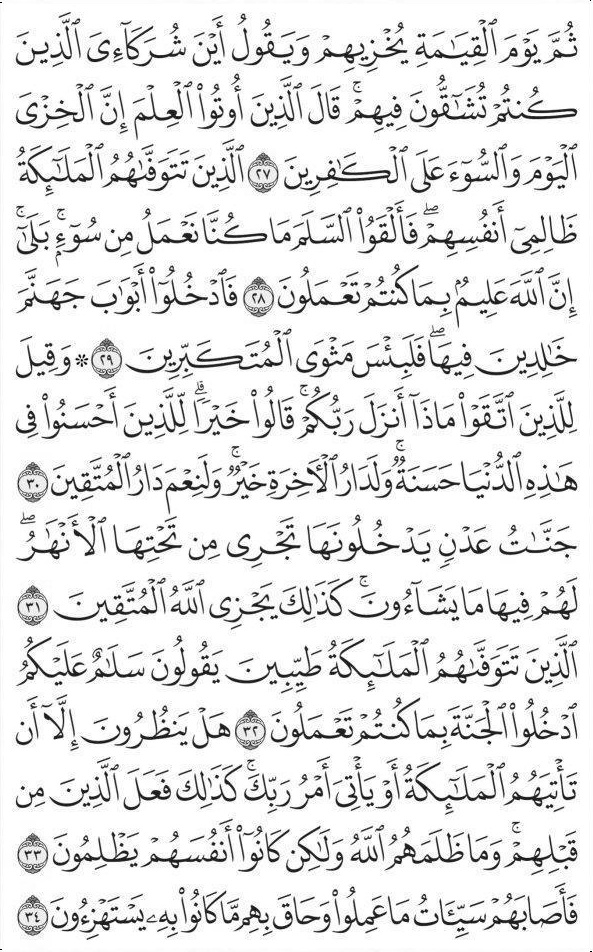 ثُمَّ يَوْمَ ٱلْقِيَٰمَةِ يُخْزِيهِمْ وَيَقُولُ أَيْنَ شُرَكَآءِىَ ٱلَّذِينَ
كُنتُمْ تُشَٰٓقُّونَ فِيهِمْ ۚ قَالَ ٱلَّذِينَ أُوتُوا۟ ٱلْعِلْمَ إِنَّ ٱلْخِزْىَ
ٱلْيَوْمَ وَٱلسُّوٓءَ عَلَى ٱلْكَٰفِرِينَ ٢٧ ٱلَّذِينَ تَتَوَفَّىٰهُمُ ٱلْمَلَٰٓئِكَةُ
ظَالِمِىٓ أَنفُسِهِمْ ۖ فَأَلْقَوُا۟ ٱلسَّلَمَ مَا كُنَّا نَعْمَلُ مِن سُوٓءٍۭ ۚ بَلَىٰٓ ۚ
إِنَّ ٱللَّهَ عَلِيمٌۢ بِمَا كُنتُمْ تَعْمَلُونَ ٢٨ فَٱدْخُلُوٓا۟ أَبْوَٰبَ جَهَنَّمَ
خَٰلِدِينَ فِيهَا ۖ فَلَبِئْسَ مَثْوَى ٱلْمُتَكَبِّرِينَ ٢٩ ۞ وَقِيلَ
لِلَّذِينَ ٱتَّقَوْا۟ مَاذَآ أَنزَلَ رَبُّكُمْ ۚ قَالُوا۟ خَيْرًا ۗ لِّلَّذِينَ أَحْسَنُوا۟ فِى
هَٰذِهِ ٱلدُّنْيَا حَسَنَةٌ ۚ وَلَدَارُ ٱلْءَاخِرَةِ خَيْرٌ ۚ وَلَنِعْمَ دَارُ ٱلْمُتَّقِينَ ٣٠
جَنَّٰتُ عَدْنٍ يَدْخُلُونَهَا تَجْرِى مِن تَحْتِهَا ٱلْأَنْهَٰرُ ۖ
لَهُمْ فِيهَا مَا يَشَآءُونَ ۚ كَذَٰلِكَ يَجْزِى ٱللَّهُ ٱلْمُتَّقِينَ ٣١
ٱلَّذِينَ تَتَوَفَّىٰهُمُ ٱلْمَلَٰٓئِكَةُ طَيِّبِينَ يَقُولُونَ سَلَٰمٌ عَلَيْكُمُ
ٱدْخُلُوا۟ ٱلْجَنَّةَ بِمَا كُنتُمْ تَعْمَلُونَ ٣٢ هَلْ يَنظُرُونَ إِلَّآ أَن
تَأْتِيَهُمُ ٱلْمَلَٰٓئِكَةُ أَوْ يَأْتِىَ أَمْرُ رَبِّكَ ۚ كَذَٰلِكَ فَعَلَ ٱلَّذِينَ مِن
قَبْلِهِمْ ۚ وَمَا ظَلَمَهُمُ ٱللَّهُ وَلَٰكِن كَانُوٓا۟ أَنفُسَهُمْ يَظْلِمُونَ ٣٣
فَأَصَابَهُمْ سَيِّـَٔاتُ مَا عَمِلُوا۟ وَحَاقَ بِهِم مَّا كَانُوا۟ بِهِۦ يَسْتَهْزِءُونَ ٣٤